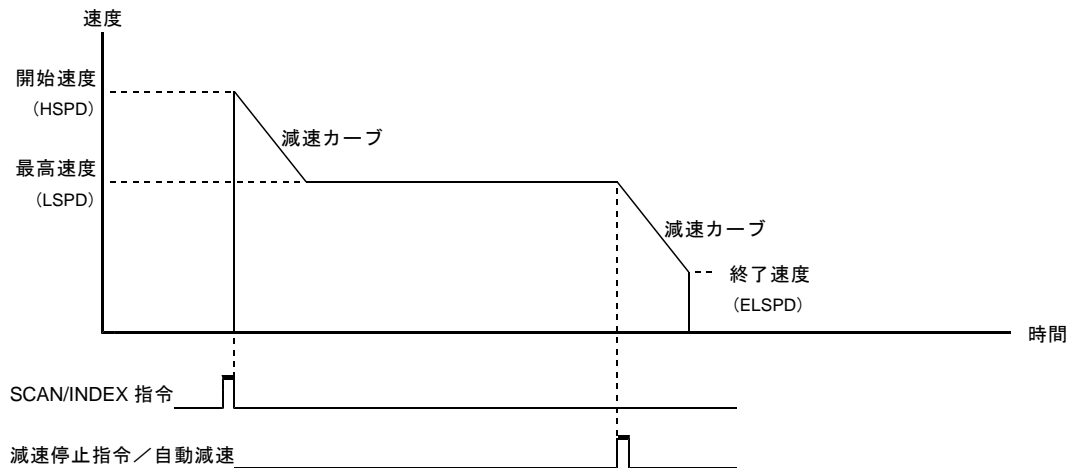 速度
開始速度
（HSPD）
減速カーブ
最高速度
（LSPD）
減速カーブ
終了速度
（ELSPD）
時間
SCAN/INDEX 指令
減速停止指令／自動減速